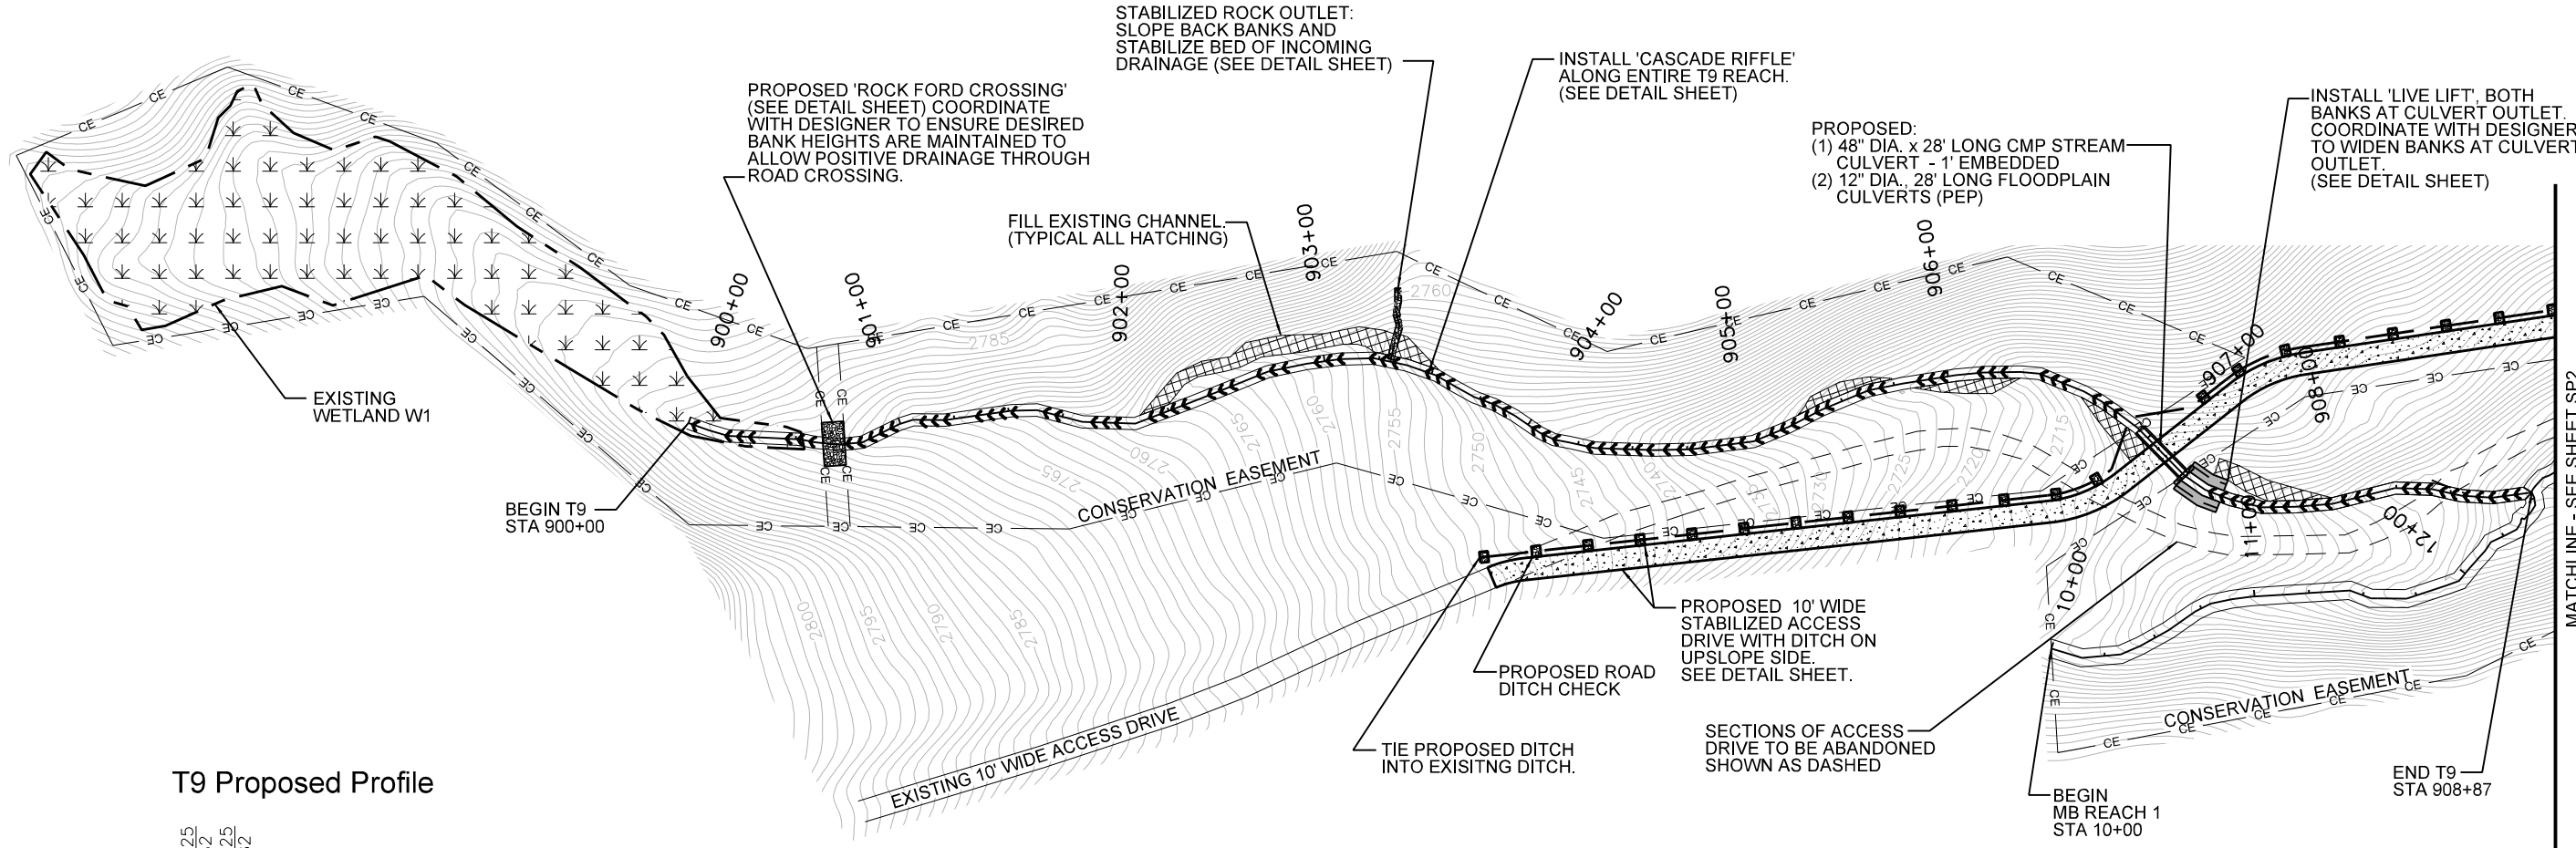 STABILIZED ROCK OUTLET:
SLOPE BACK BANKS AND
STABILIZE BED OF INCOMING
DRAINAGE (SEE DETAIL SHEET)
INSTALL 'CASCADE RIFFLE'
ALONG ENTIRE T9 REACH.
(SEE DETAIL SHEET)
PROPOSED 'ROCK FORD CROSSING'
(SEE DETAIL SHEET) COORDINATE
WITH DESIGNER TO ENSURE DESIRED
BANK HEIGHTS ARE MAINTAINED TO
ALLOW POSITIVE DRAINAGE THROUGH
ROAD CROSSING.
INSTALL 'LIVE LIFT', BOTH
BANKS AT CULVERT OUTLET.
COORDINATE WITH DESIGNER
TO WIDEN BANKS AT CULVERT
OUTLET.
(SEE DETAIL SHEET)
PROPOSED:
(1) 48" DIA. x 28' LONG CMP STREAM
CULVERT - 1' EMBEDDED
(2) 12" DIA., 28' LONG FLOODPLAIN
CULVERTS (PEP)
FILL EXISTING CHANNEL.
(TYPICAL ALL HATCHING)
900+00
901+00
902+00
903+00
904+00
905+00
906+00
907+00
908+00
10+00
11+00
12+00
2785
2760
2765
2760
2755
2750
2765
2760
2745
2740
2735
2730
2725
2720
2715
2800
2795
2790
2785
EXISTING
WETLAND W1
BEGIN T9
STA 900+00
CONSERVATION EASEMENT
MATCHLINE - SEE SHEET SP2
PROPOSED 10' WIDE
STABILIZED ACCESS
DRIVE WITH DITCH ON
UPSLOPE SIDE.
SEE DETAIL SHEET.
PROPOSED ROAD
DITCH CHECK
EXISTING 10' WIDE ACCESS DRIVE
TIE PROPOSED DITCH
INTO EXISITNG DITCH.
SECTIONS OF ACCESS
DRIVE TO BE ABANDONED
SHOWN AS DASHED
CONSERVATION EASEMENT
BEGIN
MB REACH 1
STA 10+00
END T9
STA 908+87
T9 Proposed Profile